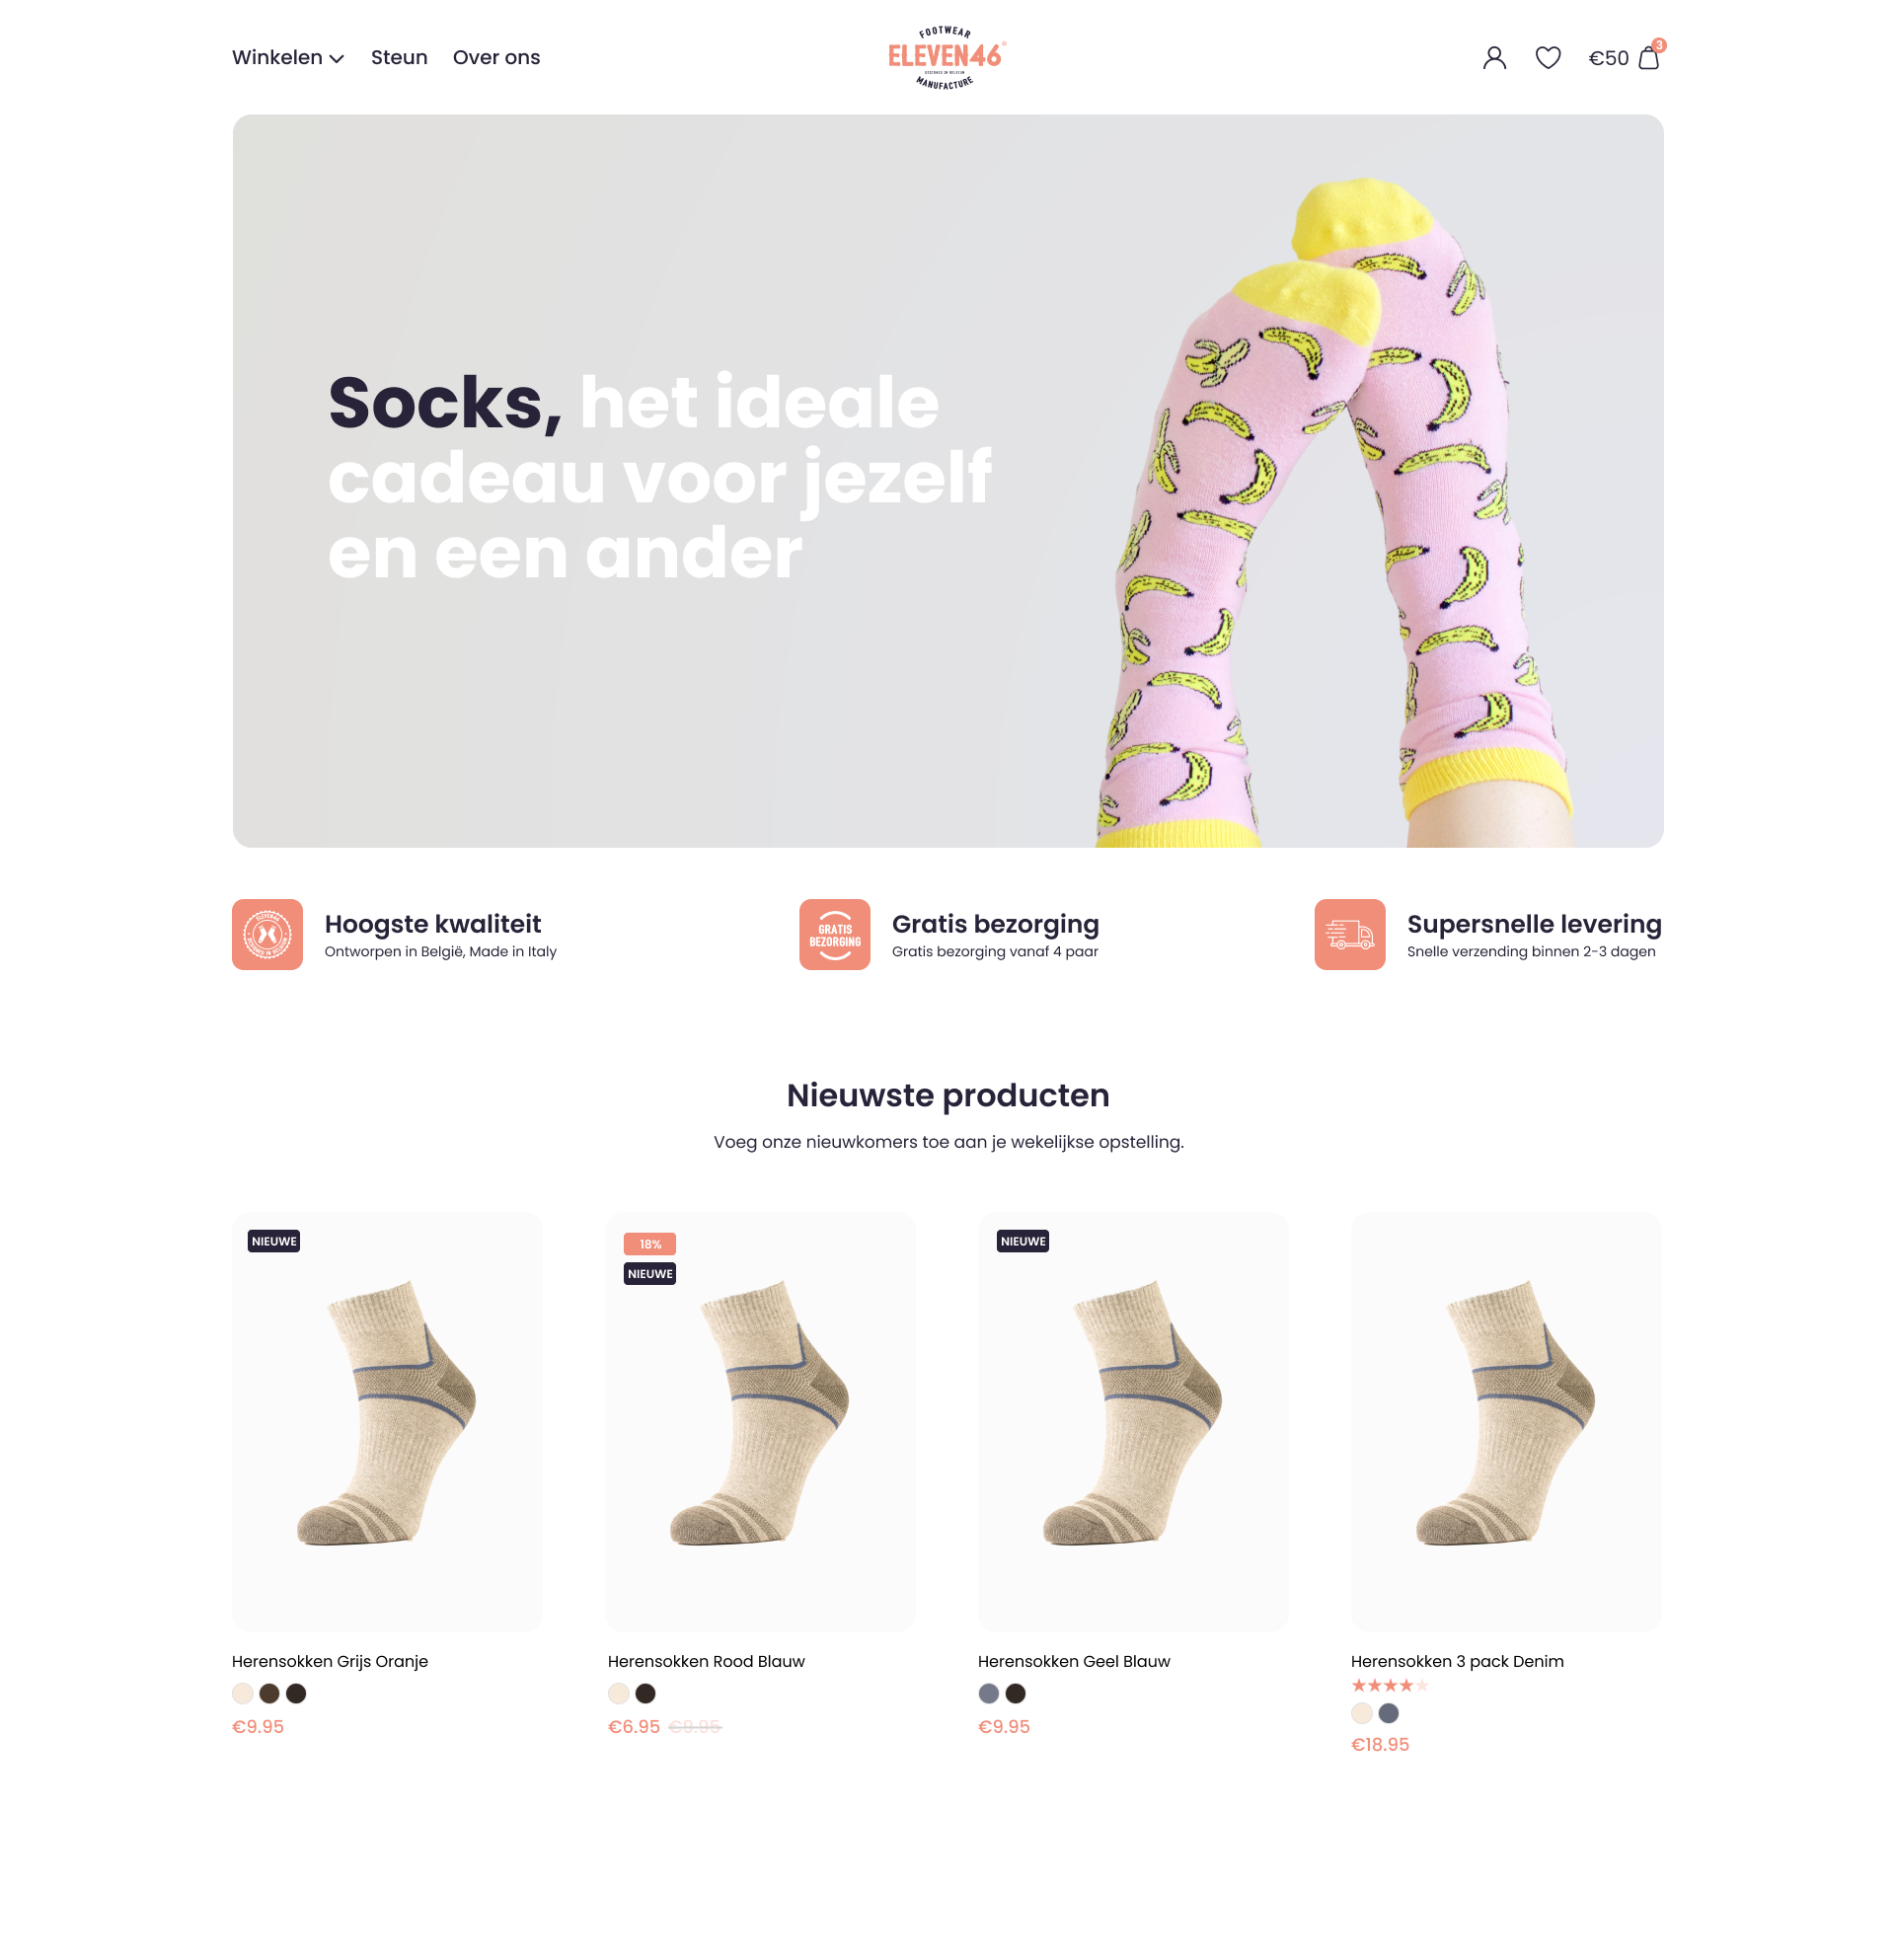 Winkelen Steun Over ons
FOOTWEAR
ELEVEN46
MANUFACTURE
€50 3
Socks, het ideale
cadeau voor jezelf
en een ander
Hoogste kwaliteit
Ontworpen in België, Made in Italy
GRATIS
BEZORGING
Gratis bezorging
Gratis bezorging vanaf 4 paar
Supersnelle levering
Snelle verzending binnen 2-3 dagen
Nieuwste producten
Voeg onze nieuwkomers toe aan je wekelijkse opstelling.
NIEUWE
18%
NIEUWE
NIEUWE
Herensokken Grijs Oranje
€9.95
Herensokken Rood Blauw
€6.95 €9.95
Herensokken Geel Blauw
€9.95
Herensokken 3 pack Denim
€18.95